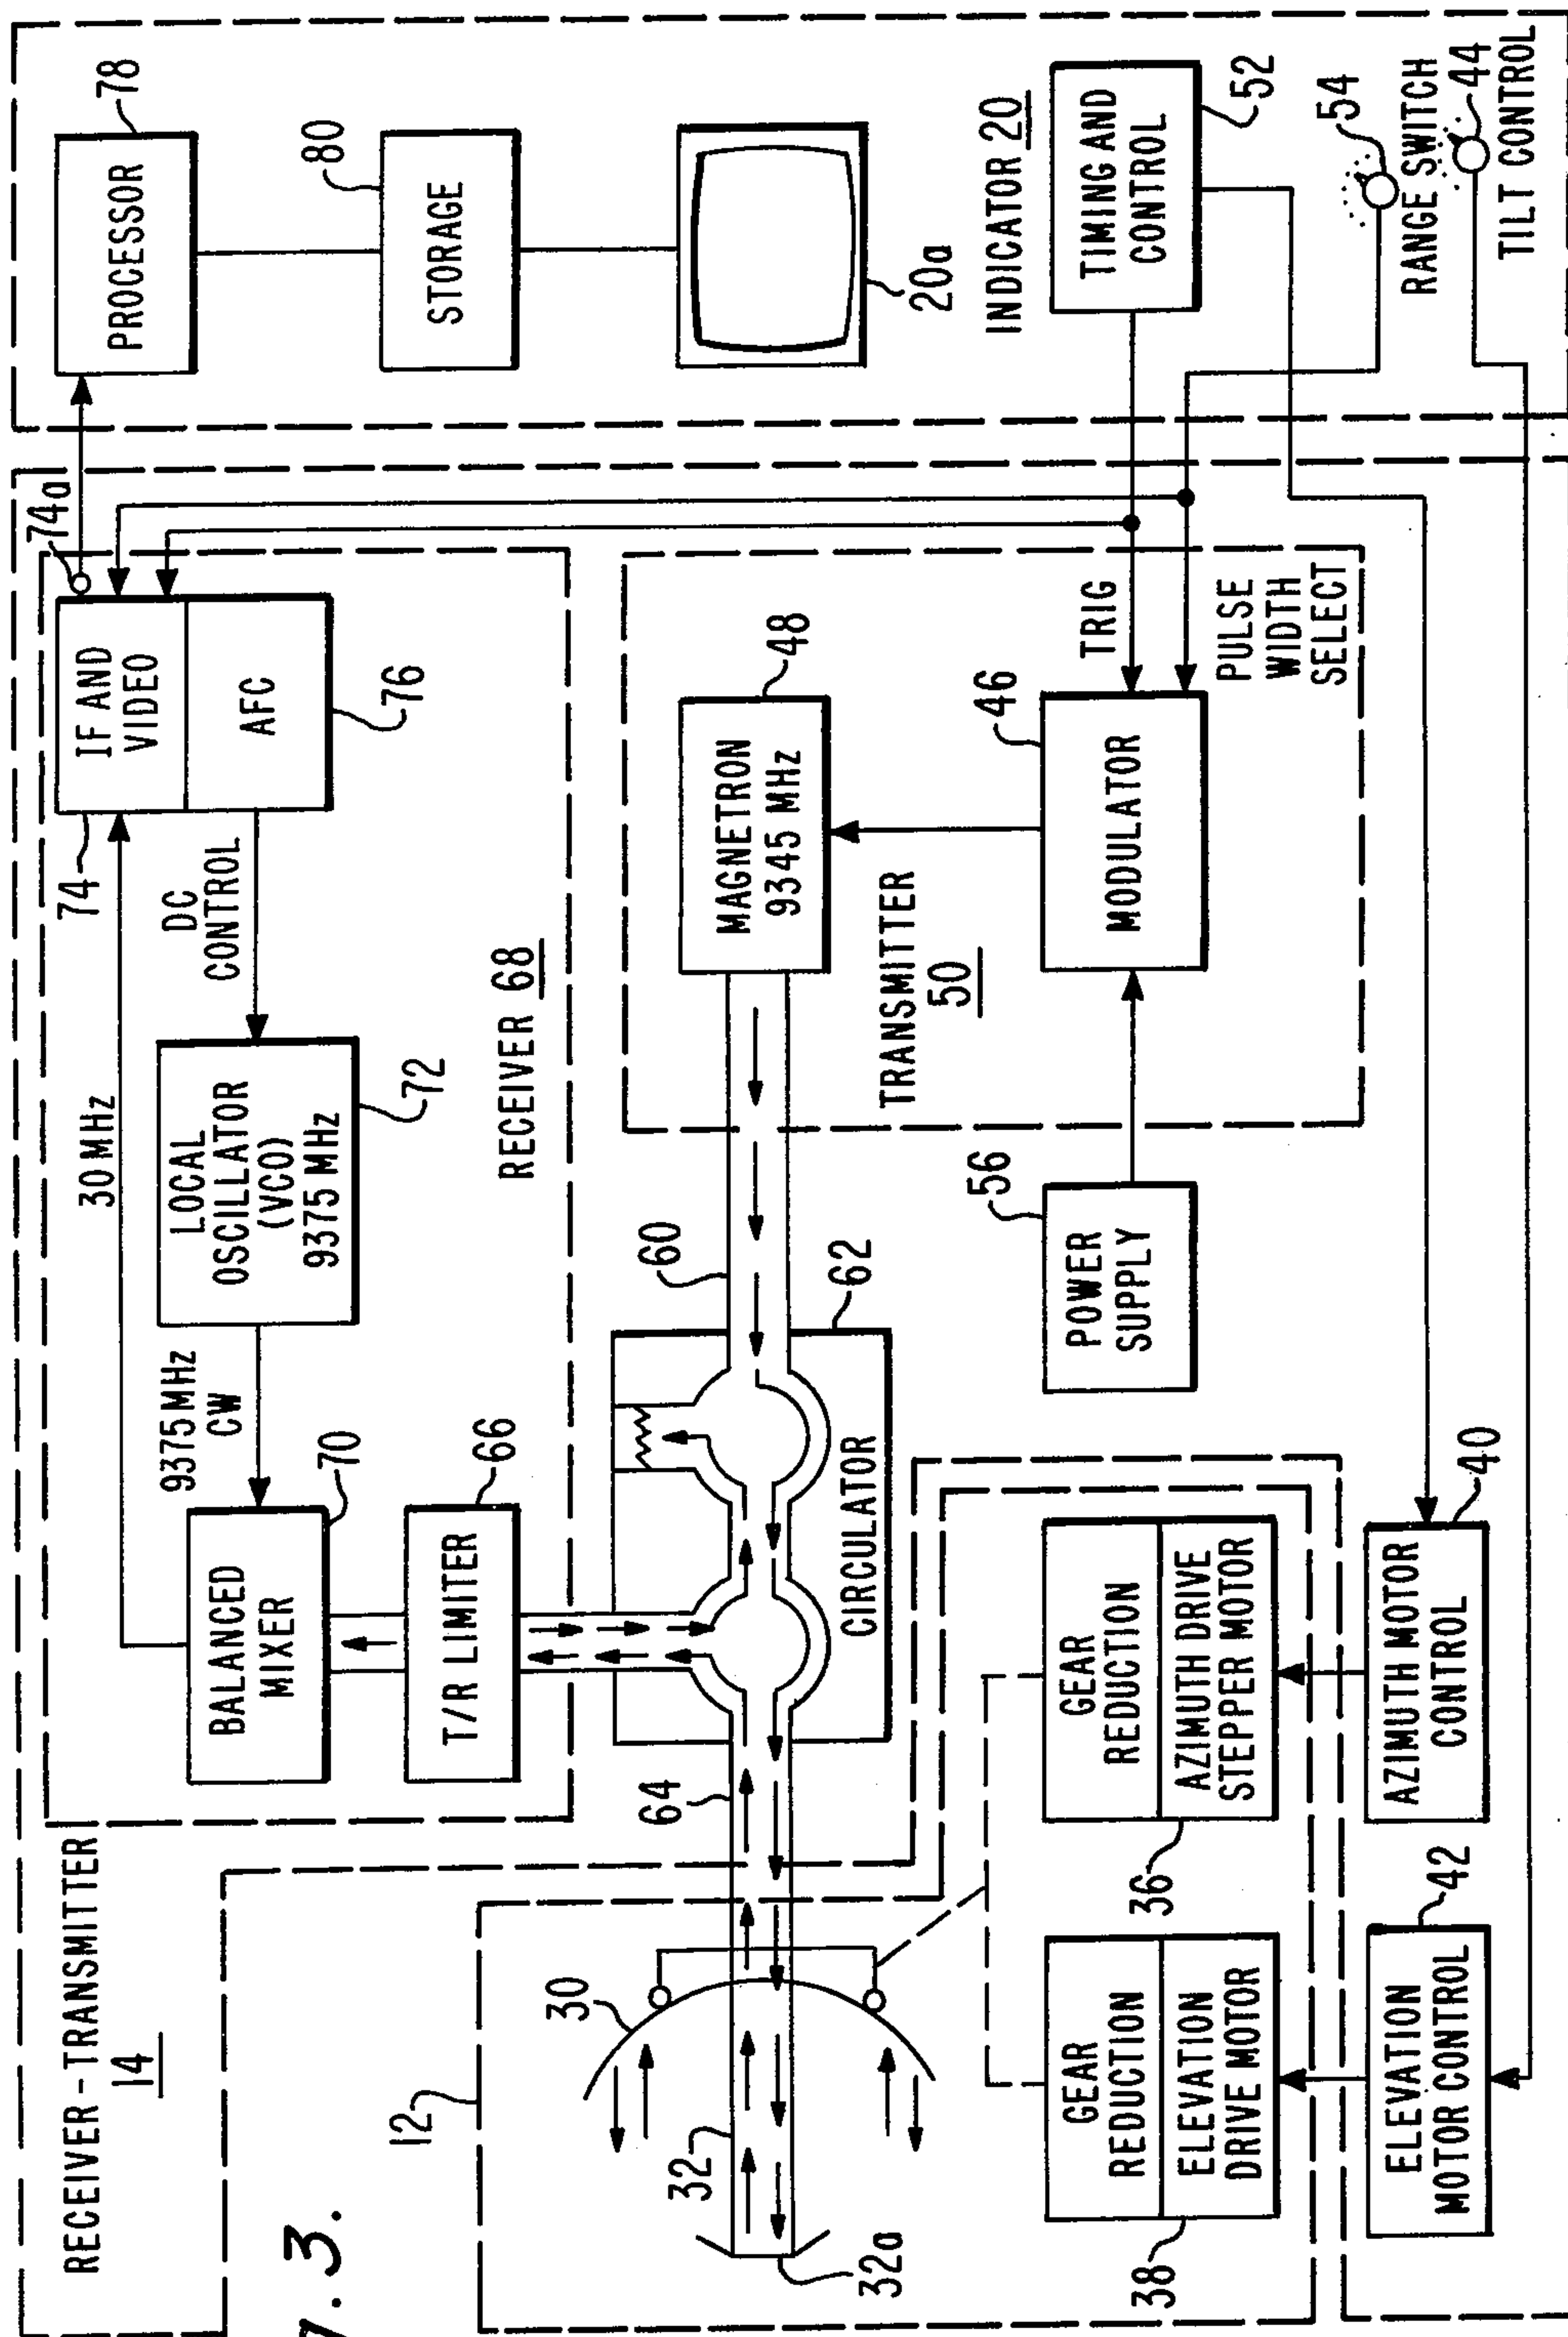 RECEIVER-TRANSMITTER
14
RECEIVER 68
BALANCED
MIXER
70
9375 MHz
CW
LOCAL
OSCILLATOR
(VCO)
9375 MHz
72
30 MHz
DC
CONTROL
74
IF AND
VIDEO
AFC
76
74a
T/R LIMITER
66
PROCESSOR
78
STORAGE
80
20a
INDICATOR 20
TIMING AND
CONTROL
52
54
RANGE SWITCH
44
TILT CONTROL
12
30
32
32a
64
CIRCULATOR
62
60
MAGNETRON
9345 MHz
48
TRANSMITTER
50
MODULATOR
46
TRIG
PULSE
WIDTH
SELECT
POWER
SUPPLY
56
GEAR
REDUCTION
ELEVATION
DRIVE MOTOR
38
GEAR
REDUCTION
AZIMUTH DRIVE
STEPPER MOTOR
36
ELEVATION
MOTOR CONTROL
42
AZIMUTH MOTOR
CONTROL
40
3.